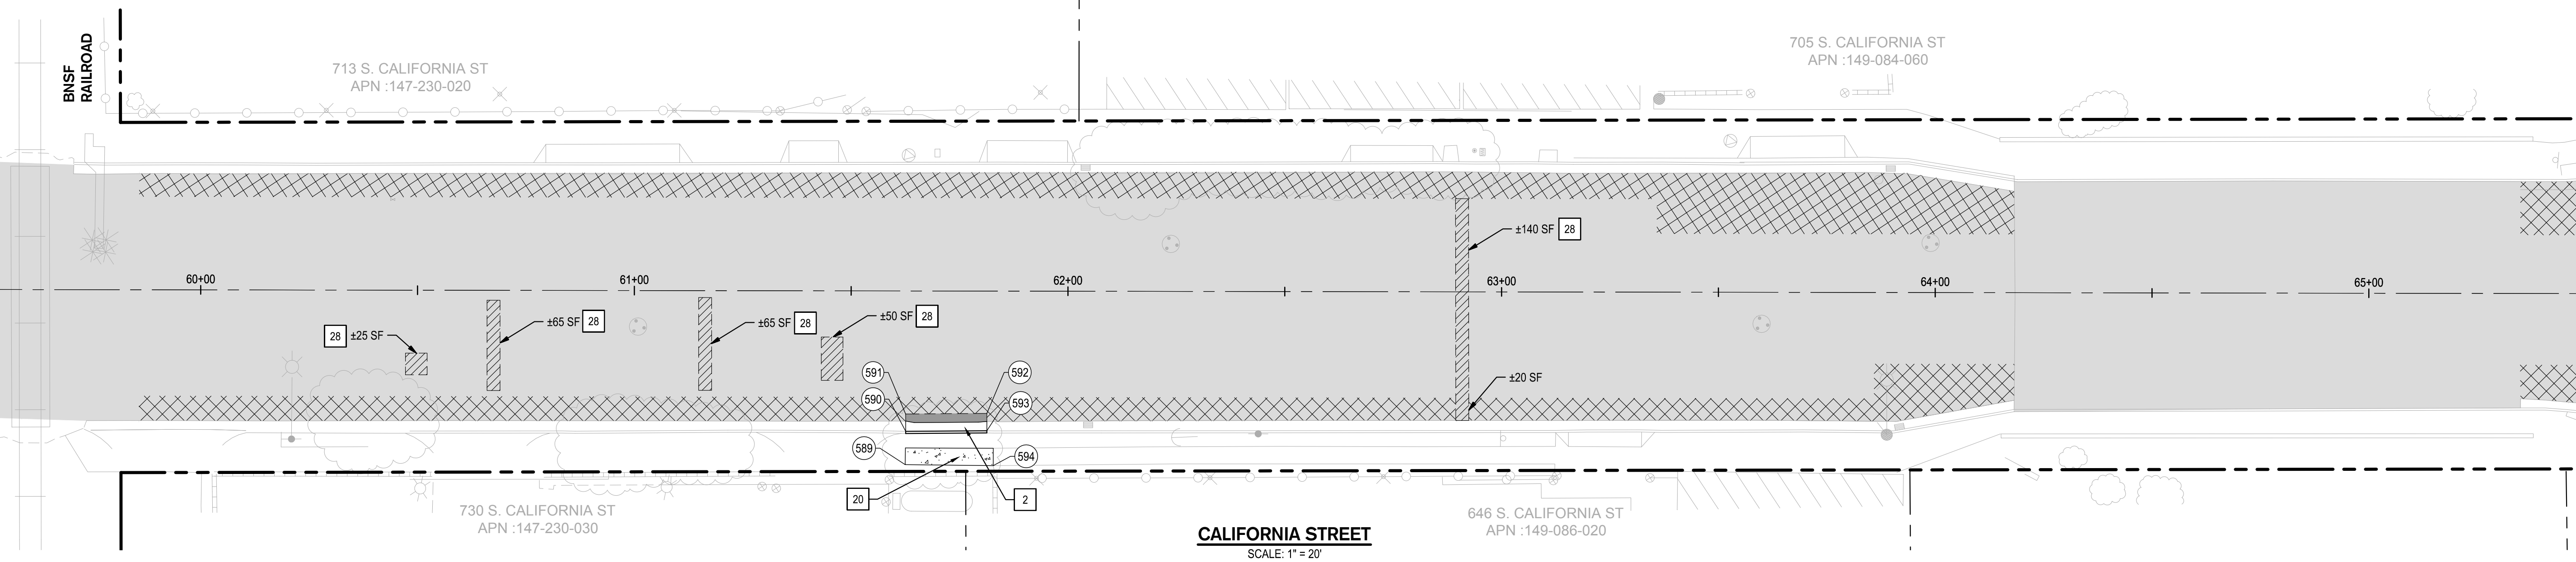 BNSF
RAILROAD
713 S. CALIFORNIA ST
APN :147-230-020
705 S. CALIFORNIA ST
APN :149-084-060
±140 SF 28
60+00
61+00
62+00
63+00
64+00
65+00
28 ±25 SF
±65 SF 28
±65 SF 28
±50 SF 28
±20 SF
591
592
590
593
589
594
20
2
730 S. CALIFORNIA ST
APN :147-230-030
646 S. CALIFORNIA ST
APN :149-086-020
CALIFORNIA STREET
SCALE: 1" = 20'